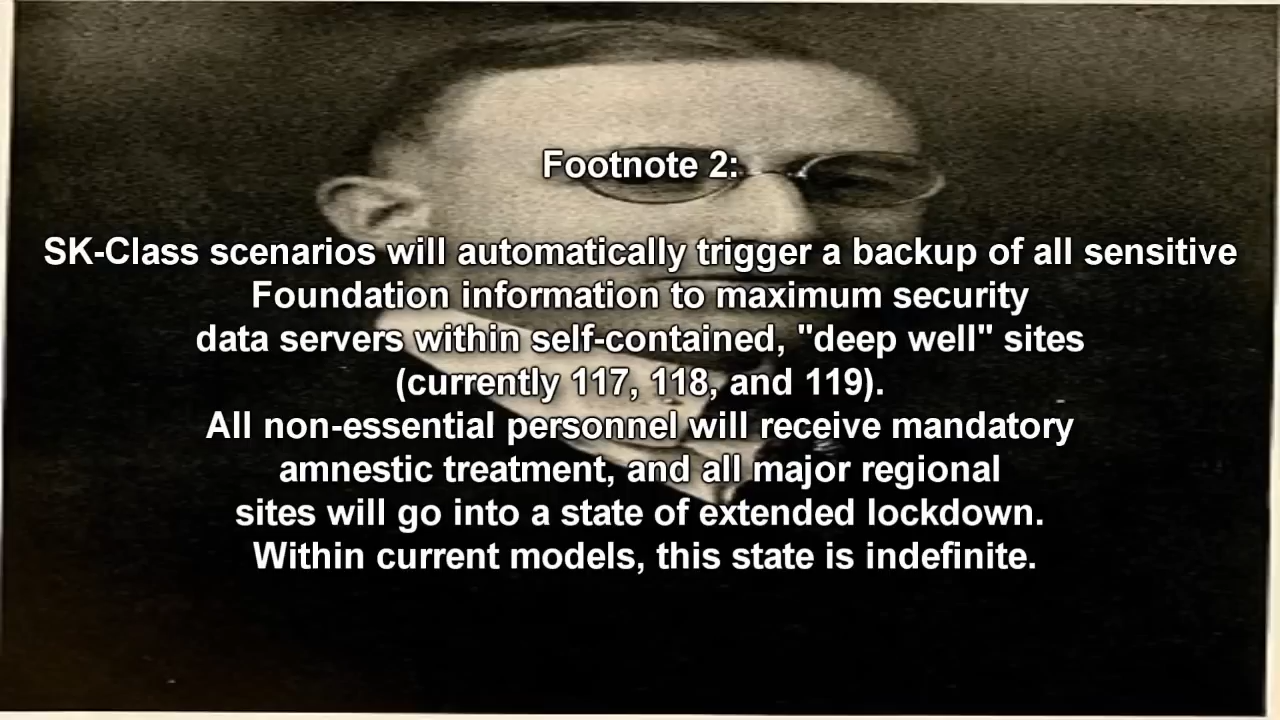 Footnote 2:
SK-Class scenarios will automatically trigger a backup of all sensitive
Foundation information to maximum security
data servers within self-contained, "deep well" sites
(currently 117, 118, and 119).
All non-essential personnel will receive mandatory
amnestic treatment, and all major regional
sites will go into a state of extended lockdown.
Within current models, this state is indefinite.